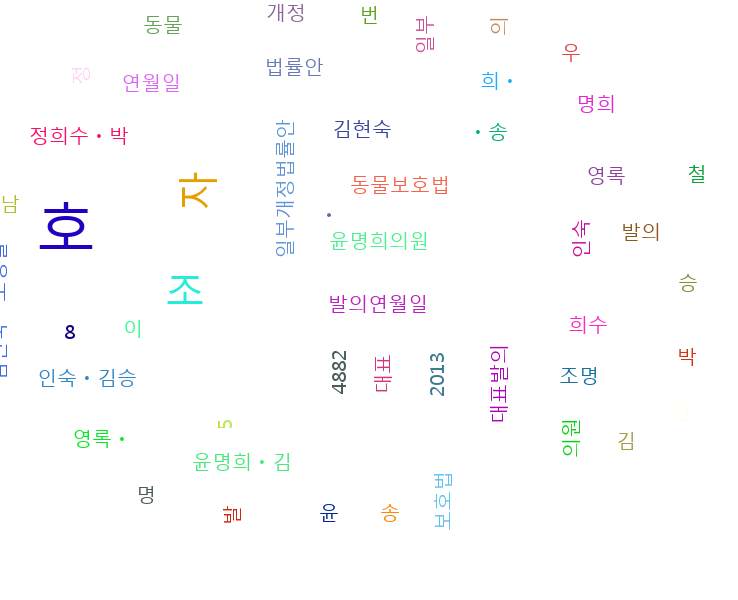 개정
번
동물
일부
의
우
법률안
정
연월일
희 ·
명희
정희수 · 박
김현숙
· 송
일부개정법률안
동물보호법
영록
철
자
남
호
·
윤명희의원
인숙
발의
조
승
발의연월일
희수
8
이
4882
대표
2013
대표발의
박
인숙 · 김승
조명
영록 ·
5
의원
김
윤명희 · 김
명
발
윤
송
보호법